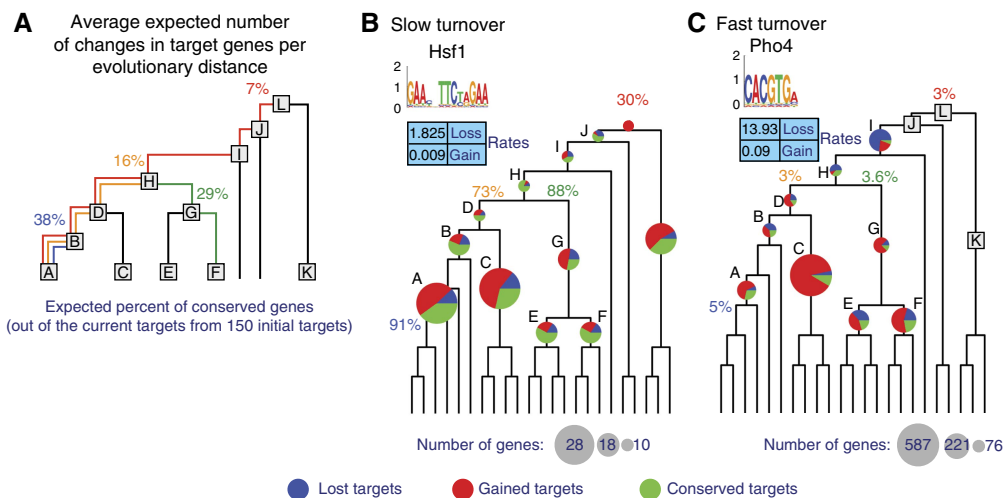 A
Average expected number
of changes in target genes per
evolutionary distance
7%
L
J
I
16%
H
29%
D
G
38%
B
A
C
E
F
K
Expected percent of conserved genes
(out of the current targets from 150 initial targets)
B Slow turnover
Hsf1
2
1
0
GAA TTC AGAA
1.825 Loss
0.009 Gain
Rates
30%
J
I
H
73%
88%
D
B
G
A
C
E
F
91%
Number of genes: 28 18 10
C Fast turnover
Pho4
2
1
0
CACGTG
13.93 Loss
0.09 Gain
Rates
3%
L
J
I
H
3%
3.6%
D
B
G
K
C
A
5%
E
F
Number of genes: 587 221 76
Lost targets
Gained targets
Conserved targets